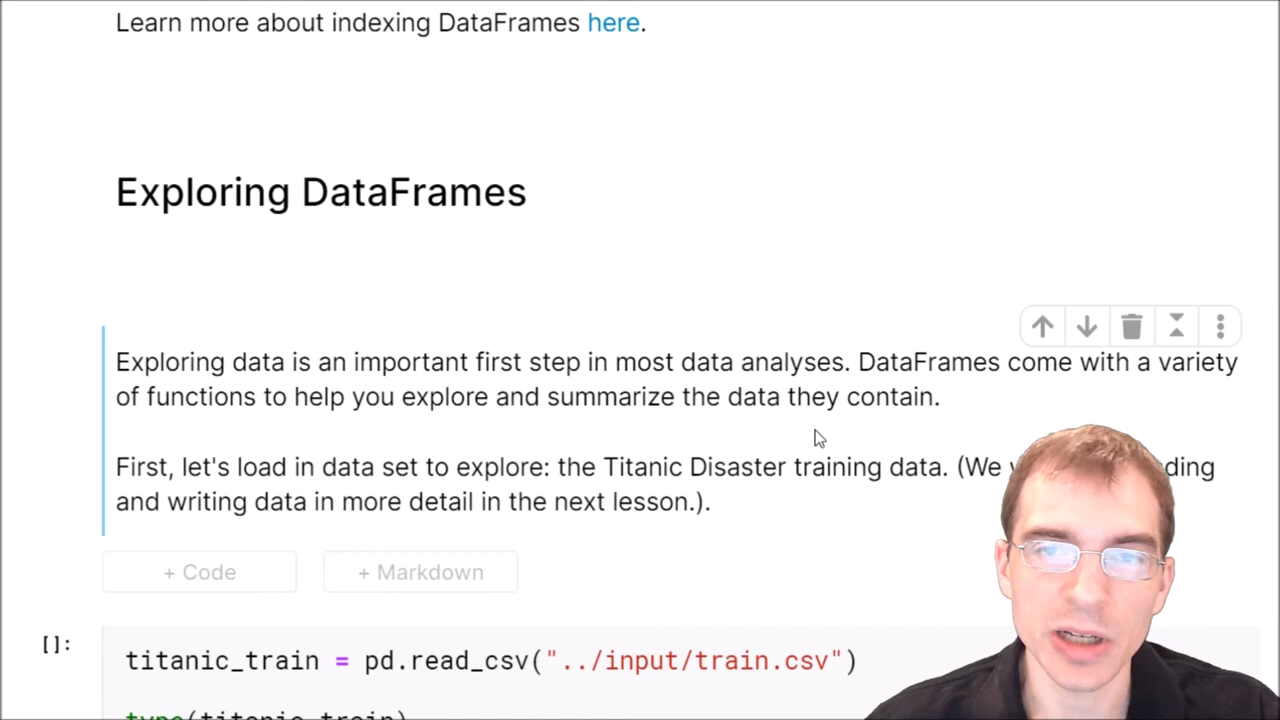 Learn more about indexing DataFrames here.
Exploring DataFrames
Exploring data is an important first step in most data analyses. DataFrames come with a variety
of functions to help you explore and summarize the data they contain.
First, let's load in data set to explore: the Titanic Disaster training data. (We ding
and writing data in more detail in the next lesson.).
+ Code
+ Markdown
[]:
titanic_train = pd.read_csv("../input/train.csv")
type(titanic_train)